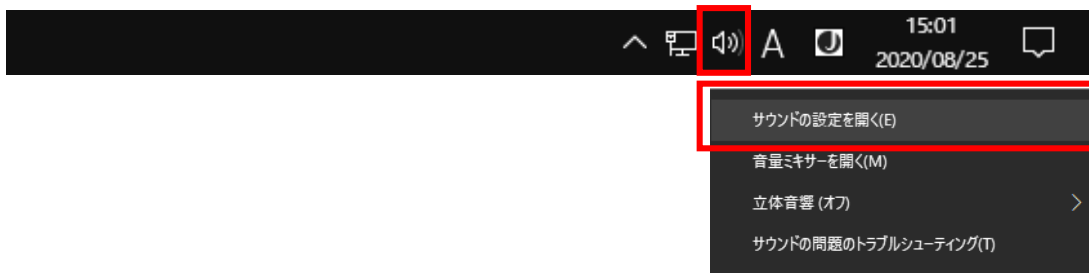 A J 15:01
2020/08/25
サウンドの設定を開く(E)
音量ミキサーを開く(M)
立体音響 (オフ)
サウンドの問題のトラブルシューティング(T)